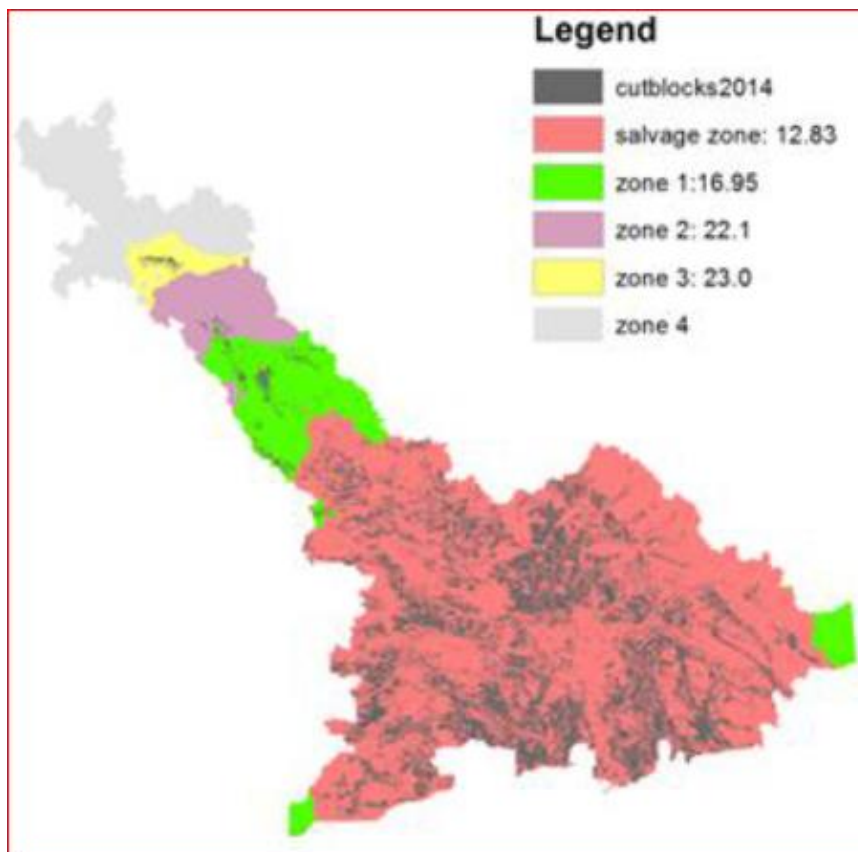 Legend
cutblocks2014
salvage zone: 12.83
zone 1:16.95
zone 2: 22.1
zone 3: 23.0
zone 4